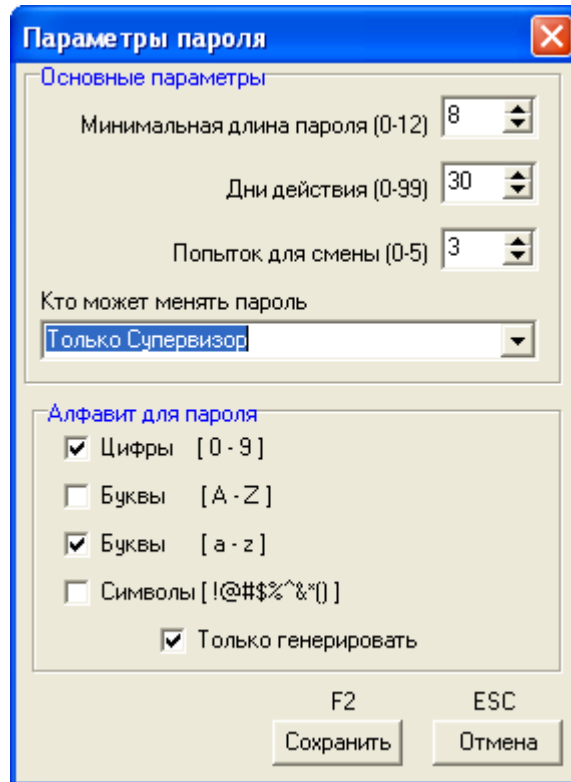 Параметры пароля
Основные параметры
Минимальная длина пароля (0-12) 8
Дни действия (0-99) 30
Попыток для смены (0-5) 3
Кто может менять пароль
Только Супервизор
Алфавит для пароля
Цифры [ 0 - 9 ]
Буквы [ A - Z ]
Буквы [ a - z ]
Символы [ !@#$%^&*() ]
Только генерировать
F2 ESC
Сохранить Отмена